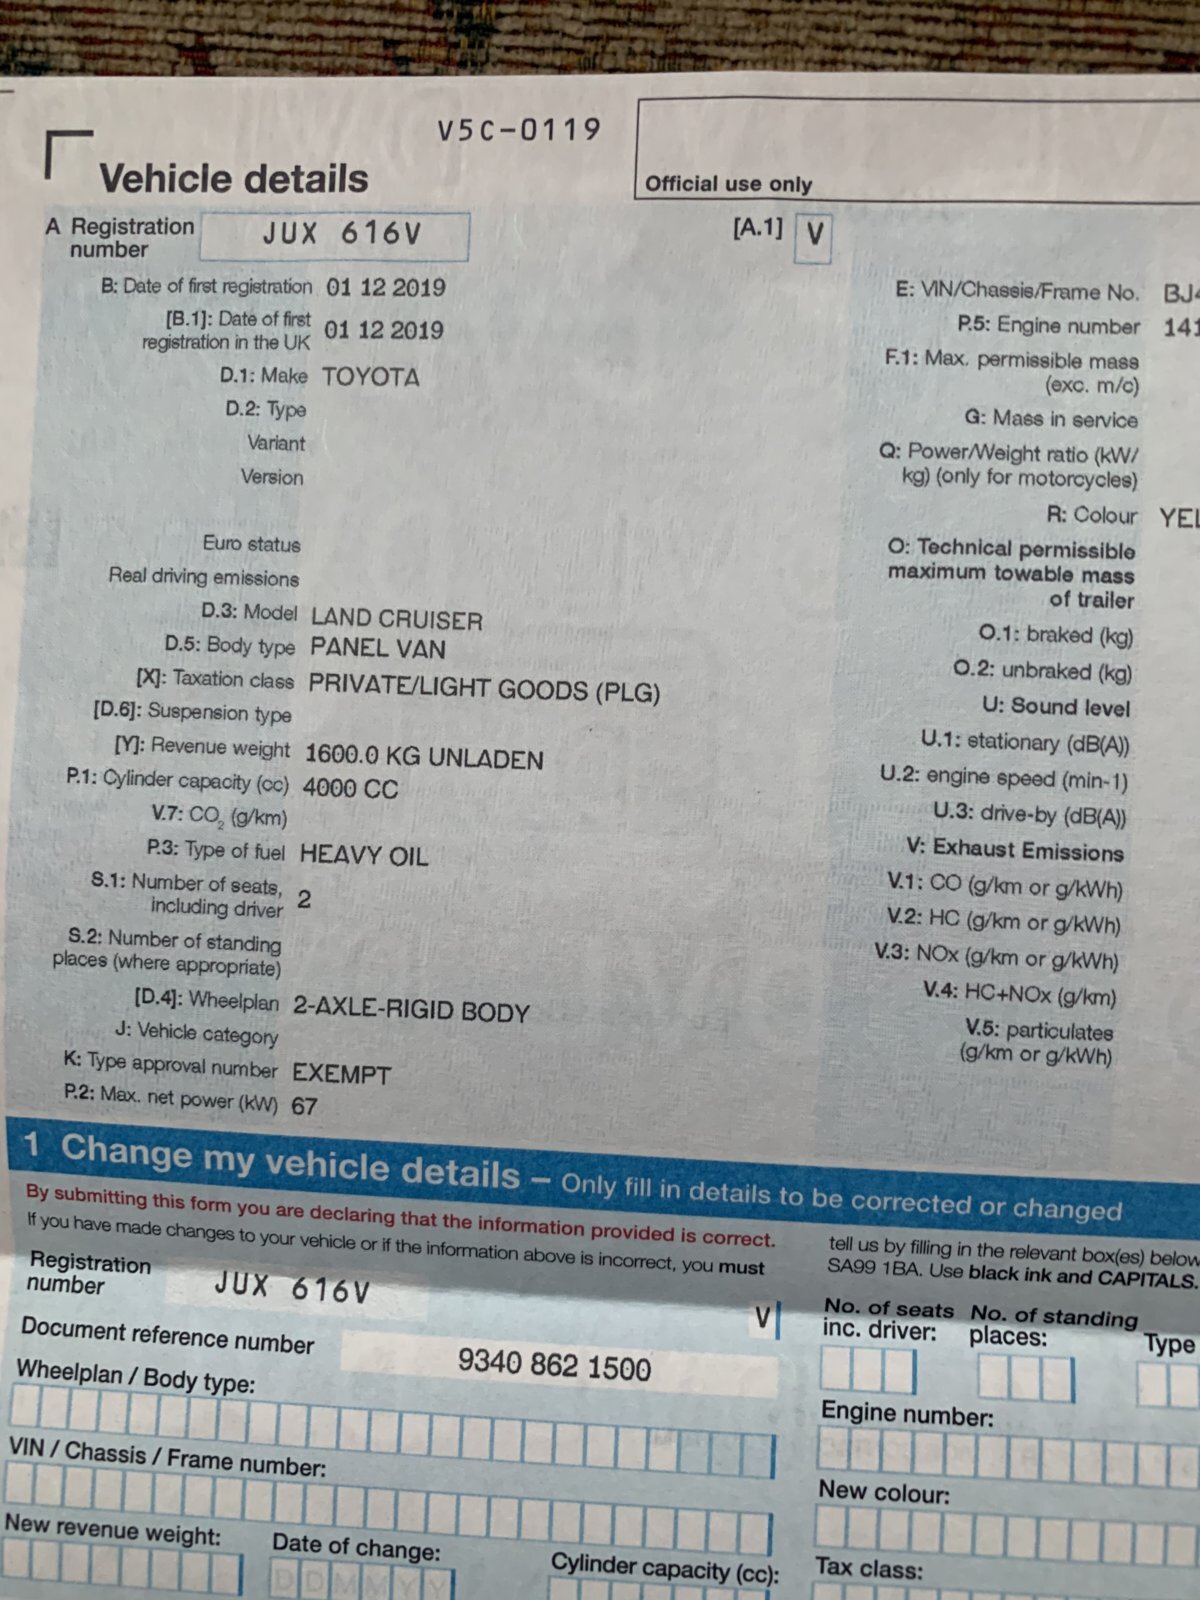 V5C-0119
Vehicle details
Official use only
A Registration number JUX 616V
[A.1] V
B: Date of first registration 01 12 2019
[B.1]: Date of first registration in the UK 01 12 2019
D.1: Make TOYOTA
D.2: Type
Variant
Version
Euro status
Real driving emissions
D.3: Model LAND CRUISER
D.5: Body type PANEL VAN
[X]: Taxation class PRIVATE/LIGHT GOODS (PLG)
[D.6]: Suspension type
[Y]: Revenue weight 1600.0 KG UNLADEN
P.1: Cylinder capacity (cc) 4000 CC
V.7: CO2 (g/km)
P.3: Type of fuel HEAVY OIL
S.1: Number of seats, including driver 2
S.2: Number of standing places (where appropriate)
[D.4]: Wheelplan 2-AXLE-RIGID BODY
J: Vehicle category
K: Type approval number EXEMPT
P.2: Max. net power (kW) 67
E: VIN/Chassis/Frame No. BJ4
P.5: Engine number 141
F.1: Max. permissible mass (exc. m/c)
G: Mass in service
Q: Power/Weight ratio (kW/kg) (only for motorcycles)
R: Colour YEL
O: Technical permissible maximum towable mass of trailer
O.1: braked (kg)
O.2: unbraked (kg)
U: Sound level
U.1: stationary (dB(A))
U.2: engine speed (min-1)
U.3: drive-by (dB(A))
V: Exhaust Emissions
V.1: CO (g/km or g/kWh)
V.2: HC (g/km or g/kWh)
V.3: NOx (g/km or g/kWh)
V.4: HC+NOx (g/km)
V.5: particulates (g/km or g/kWh)
1 Change my vehicle details – Only fill in details to be corrected or changed
By submitting this form you are declaring that the information provided is correct.
If you have made changes to your vehicle or if the information above is incorrect, you must
tell us by filling in the relevant box(es) below
SA99 1BA. Use black ink and CAPITALS.
Registration number JUX 616V
V
Document reference number 9340 862 1500
Wheelplan / Body type:
VIN / Chassis / Frame number:
New revenue weight:
Date of change:
DDMMYY
Cylinder capacity (cc):
No. of seats inc. driver:
No. of standing places:
Type
Engine number:
New colour:
Tax class: